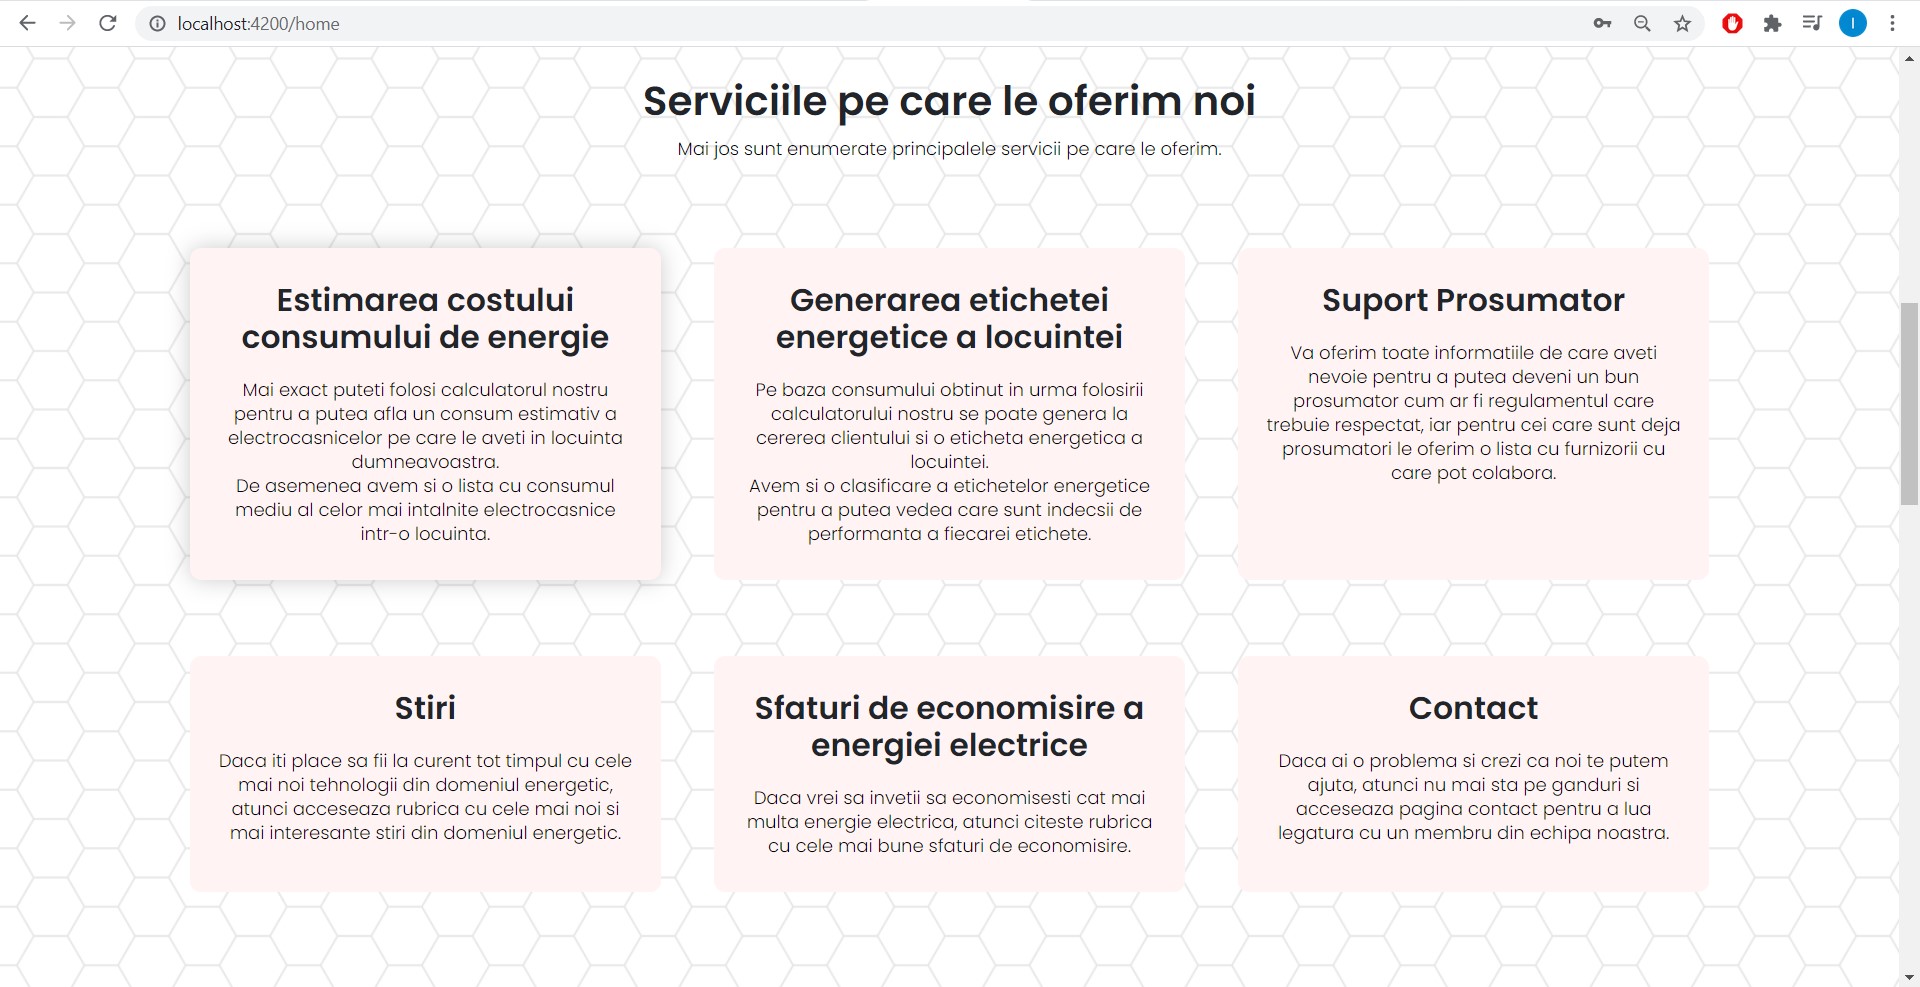 localhost:4200/home
I
Serviciile pe care le oferim noi
Mai jos sunt enumerate principalele servicii pe care le oferim.
Estimarea costului
consumului de energie
Mai exact puteti folosi calculatorul nostru
pentru a putea afla un consum estimativ a
electrocasnicelor pe care le aveti in locuinta
dumneavoastra.
De asemenea avem si o lista cu consumul
mediu al celor mai intalnite electrocasnice
intr-o locuinta.
Generarea etichetei
energetice a locuintei
Pe baza consumului obtinut in urma folosirii
calculatorului nostru se poate genera la
cererea clientului si o eticheta energetica a
locuintei.
Avem si o clasificare a etichetelor energetice
pentru a putea vedea care sunt indecsii de
performanta a fiecarei etichete.
Suport Prosumator
Va oferim toate informatiile de care aveti
nevoie pentru a putea deveni un bun
prosumator cum ar fi regulamentul care
trebuie respectat, iar pentru cei care sunt deja
prosumatori le oferim o lista cu furnizorii cu
care pot colabora.
Stiri
Daca iti place sa fii la curent tot timpul cu cele
mai noi tehnologii din domeniul energetic,
atunci acceseaza rubrica cu cele mai noi si
mai interesante stiri din domeniul energetic.
Sfaturi de economisire a
energiei electrice
Daca vrei sa invetii sa economisesti cat mai
multa energie electrica, atunci citeste rubrica
cu cele mai bune sfaturi de economisire.
Contact
Daca ai o problema si crezi ca noi te putem
ajuta, atunci nu mai sta pe ganduri si
acceseaza pagina contact pentru a lua
legatura cu un membru din echipa noastra.